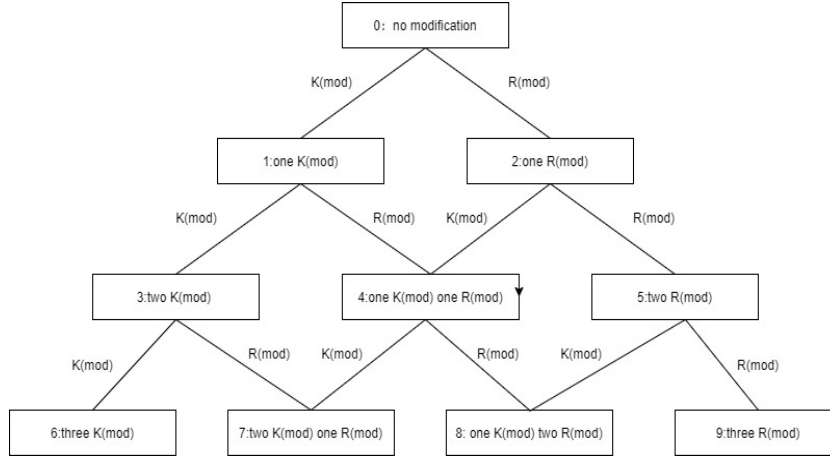 0: no modification
K(mod)
R(mod)
1:one K(mod)
2:one R(mod)
K(mod)
R(mod)
K(mod)
R(mod)
3:two K(mod)
4:one K(mod) one R(mod)
5:two R(mod)
K(mod)
R(mod)
K(mod)
R(mod)
K(mod)
R(mod)
6:three K(mod)
7:two K(mod) one R(mod)
8: one K(mod) two R(mod)
9:three R(mod)